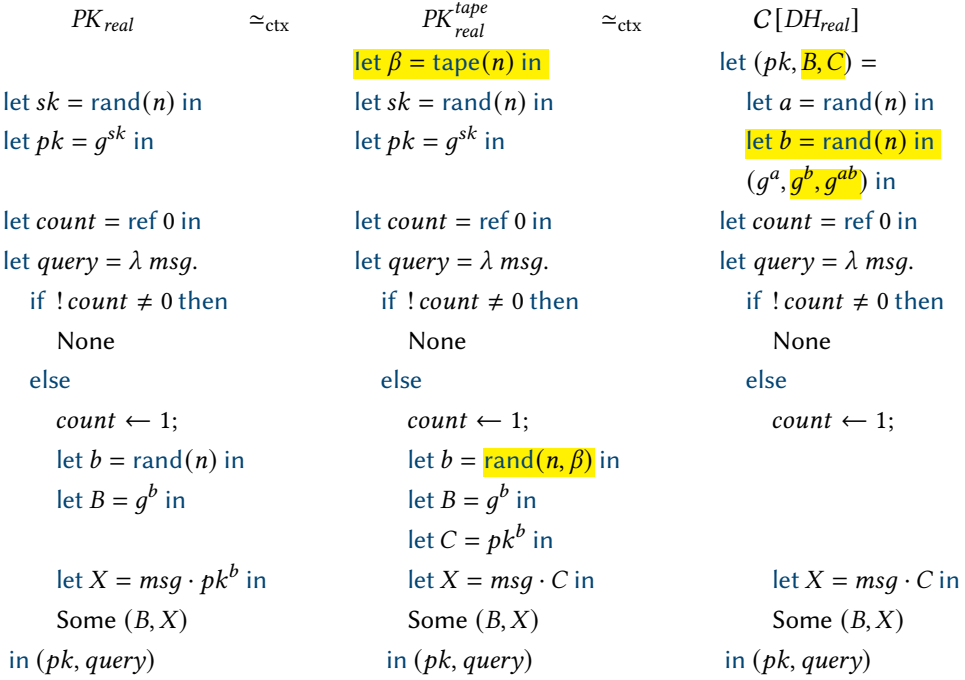 PK_real ≃_ctx PK_real^tape ≃_ctx C[DH_real]
let β = tape(n) in let (pk, B, C) =
let sk = rand(n) in let sk = rand(n) in let a = rand(n) in
let pk = g^sk in let pk = g^sk in let b = rand(n) in
(g^a, g^b, g^ab) in
let count = ref 0 in let count = ref 0 in let count = ref 0 in
let query = λ msg. let query = λ msg. let query = λ msg.
if ! count ≠ 0 then if ! count ≠ 0 then if ! count ≠ 0 then
None None None
else else else
count ← 1; count ← 1; count ← 1;
let b = rand(n) in let b = rand(n, β) in
let B = g^b in let B = g^b in
let C = pk^b in
let X = msg · pk^b in let X = msg · C in let X = msg · C in
Some (B, X) Some (B, X) Some (B, X)
in (pk, query) in (pk, query) in (pk, query)